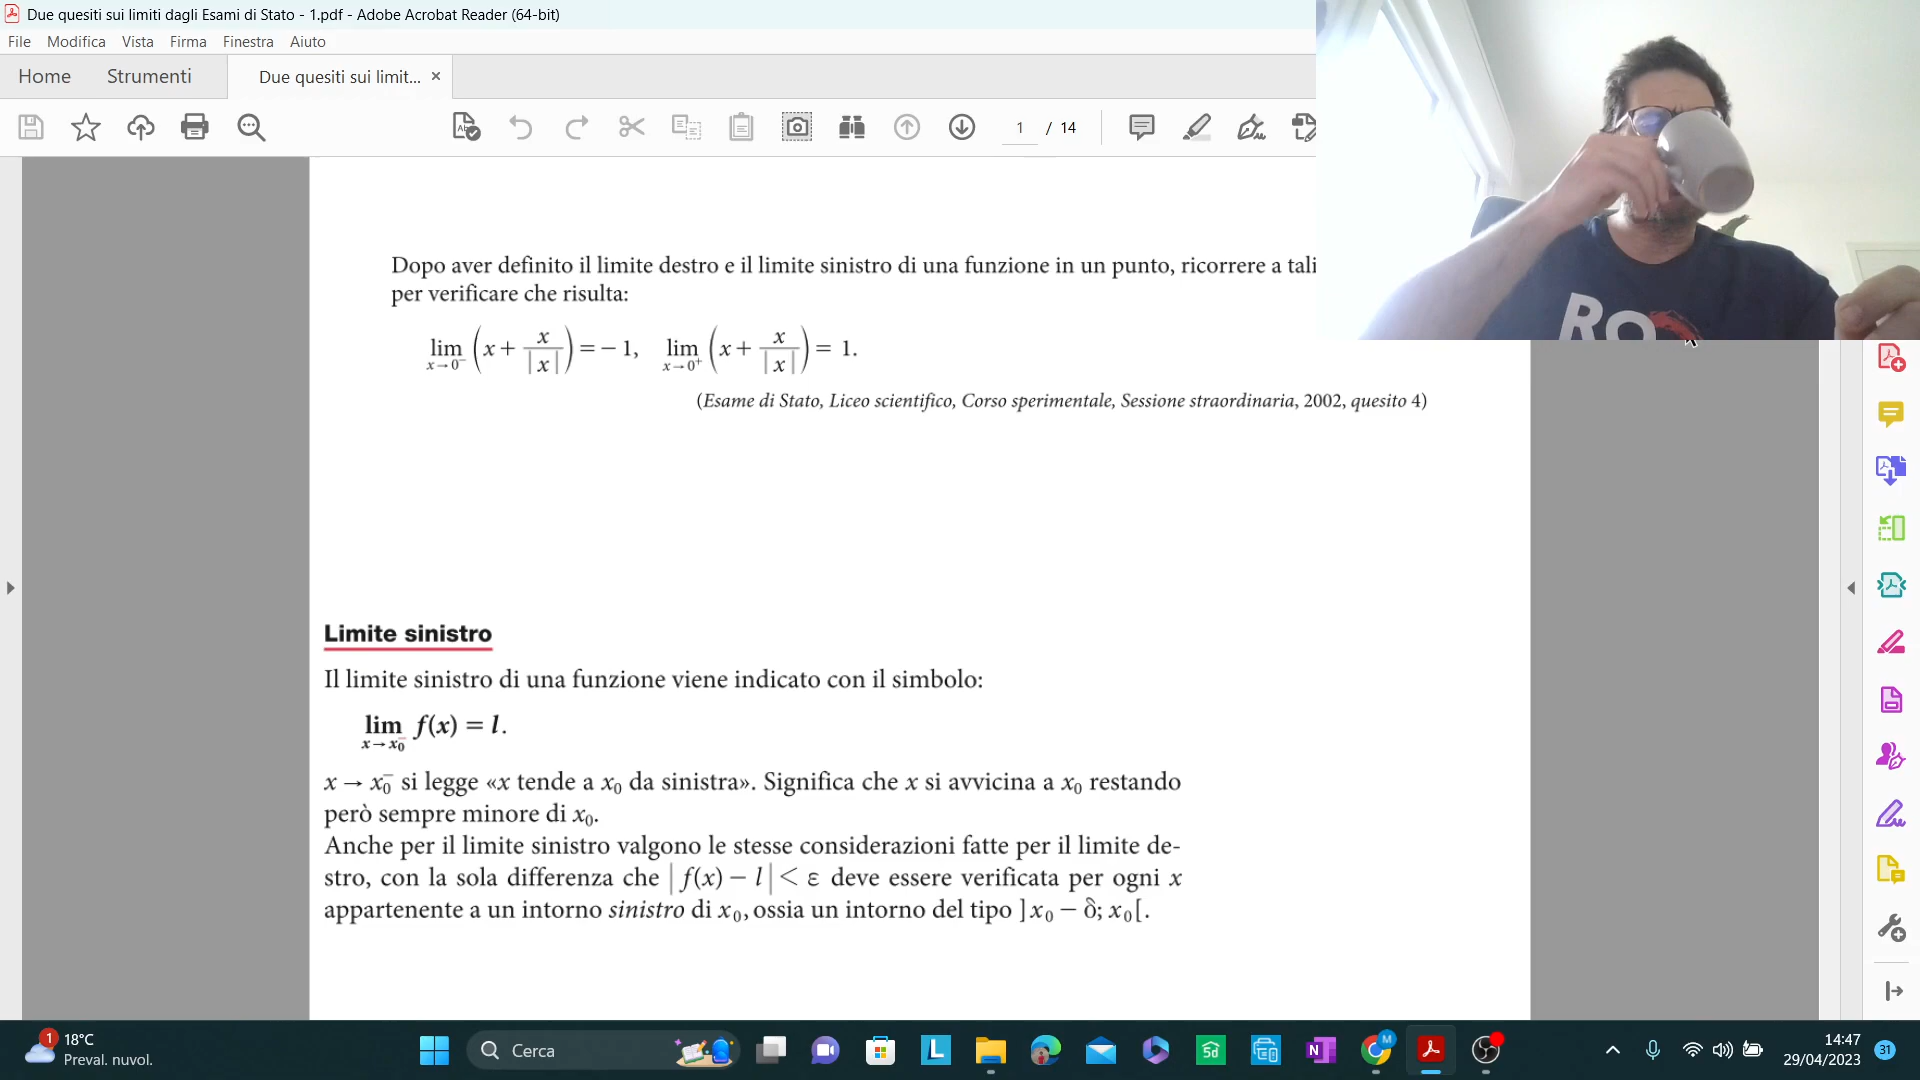 Due quesiti sui limiti dagli Esami di Stato - 1.pdf - Adobe Acrobat Reader (64-bit)
File Modifica Vista Firma Finestra Aiuto
Home Strumenti Due quesiti sui limit... ×
1 / 14
Dopo aver definito il limite destro e il limite sinistro di una funzione in un punto, ricorrere a tali
per verificare che risulta:
lim x→0⁻ (x + x/|x|) = − 1, lim x→0⁺ (x + x/|x|) = 1.
(Esame di Stato, Liceo scientifico, Corso sperimentale, Sessione straordinaria, 2002, quesito 4)
Limite sinistro
Il limite sinistro di una funzione viene indicato con il simbolo:
lim x→x₀⁻ f(x) = l.
x → x₀⁻ si legge «x tende a x₀ da sinistra». Significa che x si avvicina a x₀ restando
però sempre minore di x₀.
Anche per il limite sinistro valgono le stesse considerazioni fatte per il limite de-
stro, con la sola differenza che |f(x) − l| < ε deve essere verificata per ogni x
appartenente a un intorno sinistro di x₀, ossia un intorno del tipo ]x₀ − δ; x₀[.
RO
1 18°C
Preval. nuvol.
Cerca
14:47
29/04/2023
31